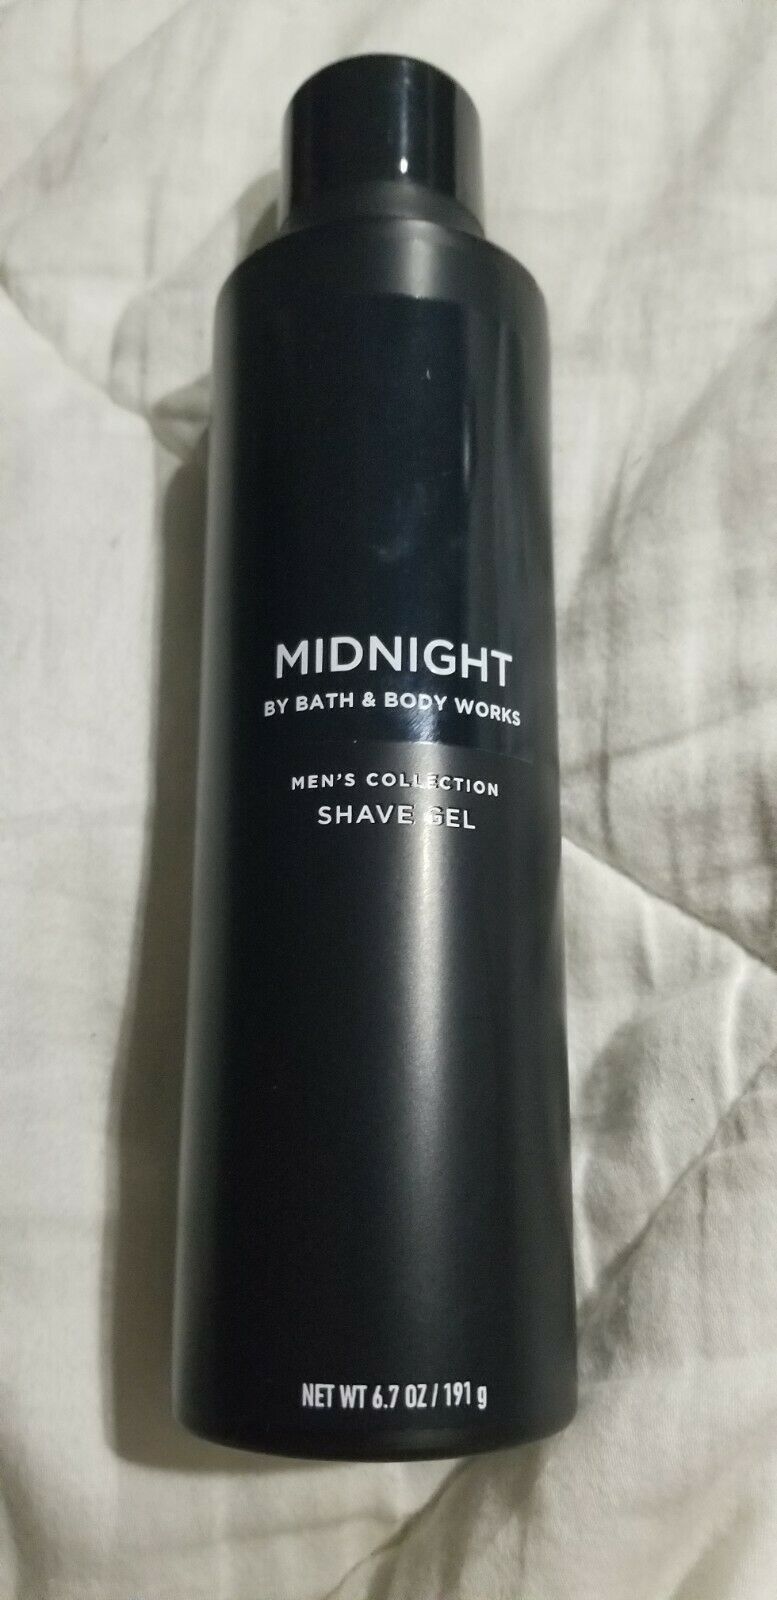 MIDNIGHT
BY BATH & BODY WORKS
MEN'S COLLECTION
SHAVE GEL
NET WT 6.7 OZ / 191 g